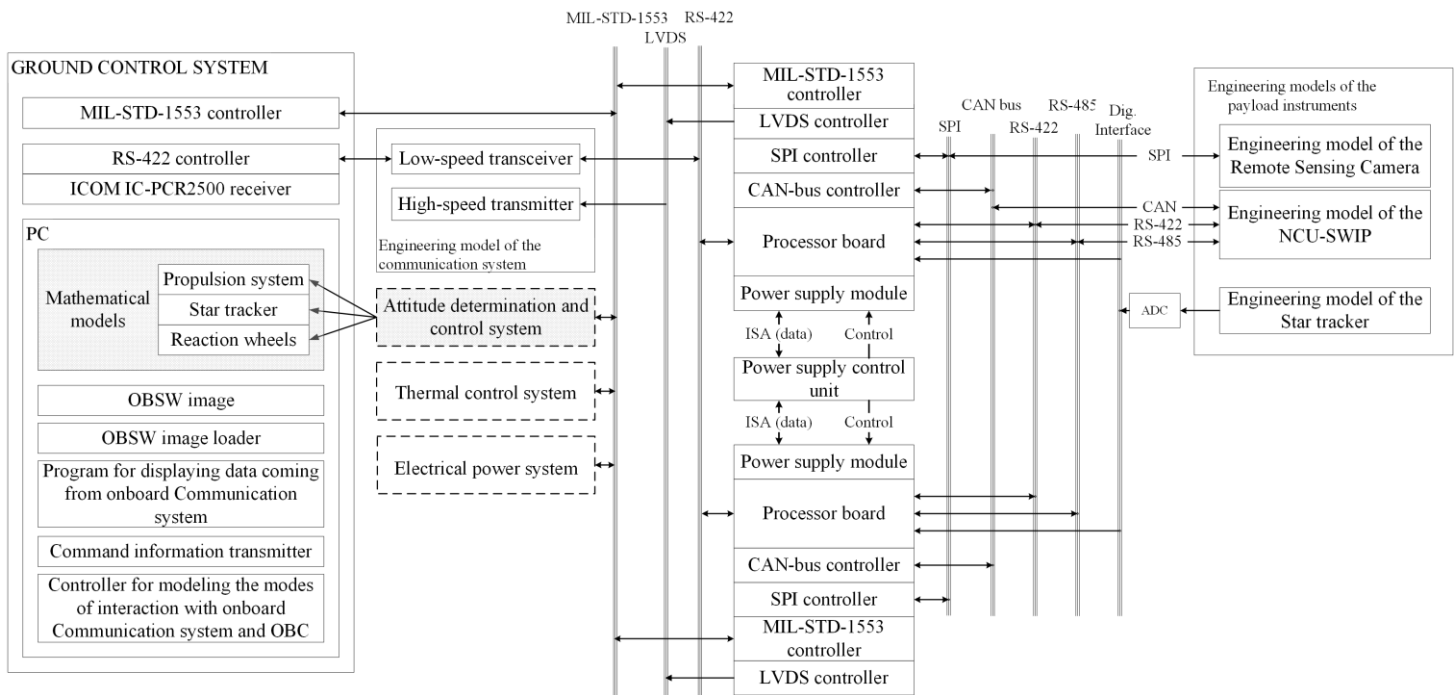 MIL-STD-1553
RS-422
LVDS
GROUND CONTROL SYSTEM
MIL-STD-1553 controller
RS-422 controller
ICOM IC-PCR2500 receiver
PC
Mathematical
models
Propulsion system
Star tracker
Reaction wheels
OBSW image
OBSW image loader
Program for displaying data coming
from onboard Communication
system
Command information transmitter
Controller for modeling the modes
of interaction with onboard
Communication system and OBC
Low-speed transceiver
High-speed transmitter
Engineering model of the
communication system
Attitude determination and
control system
Thermal control system
Electrical power system
MIL-STD-1553
controller
LVDS controller
SPI controller
CAN-bus controller
Processor board
Power supply module
ISA (data)
Control
Power supply control
unit
ISA (data)
Control
Power supply module
Processor board
CAN-bus controller
SPI controller
MIL-STD-1553
controller
LVDS controller
SPI
CAN bus
RS-422
RS-485
Dig.
Interface
SPI
CAN
RS-422
RS-485
ADC
Engineering models of the
payload instruments
Engineering model of the
Remote Sensing Camera
Engineering model of the
NCU-SWIP
Engineering model of the
Star tracker